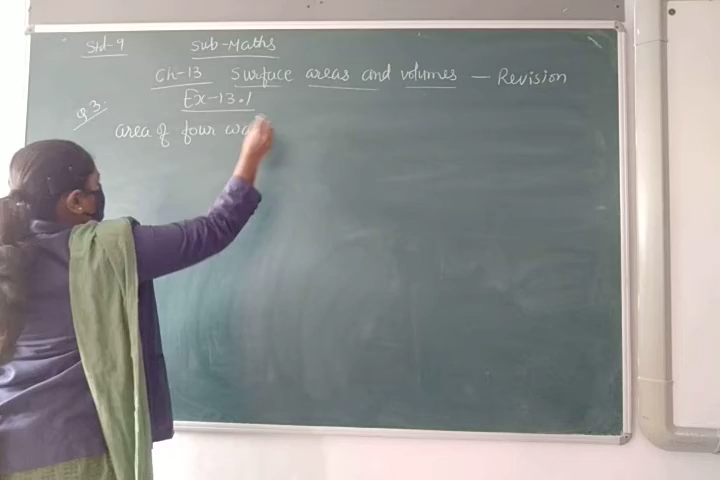 Std-9 Sub-Maths
Ch-13 Surface areas and volumes - Revision
Ex-13.1
Q3.
area of four